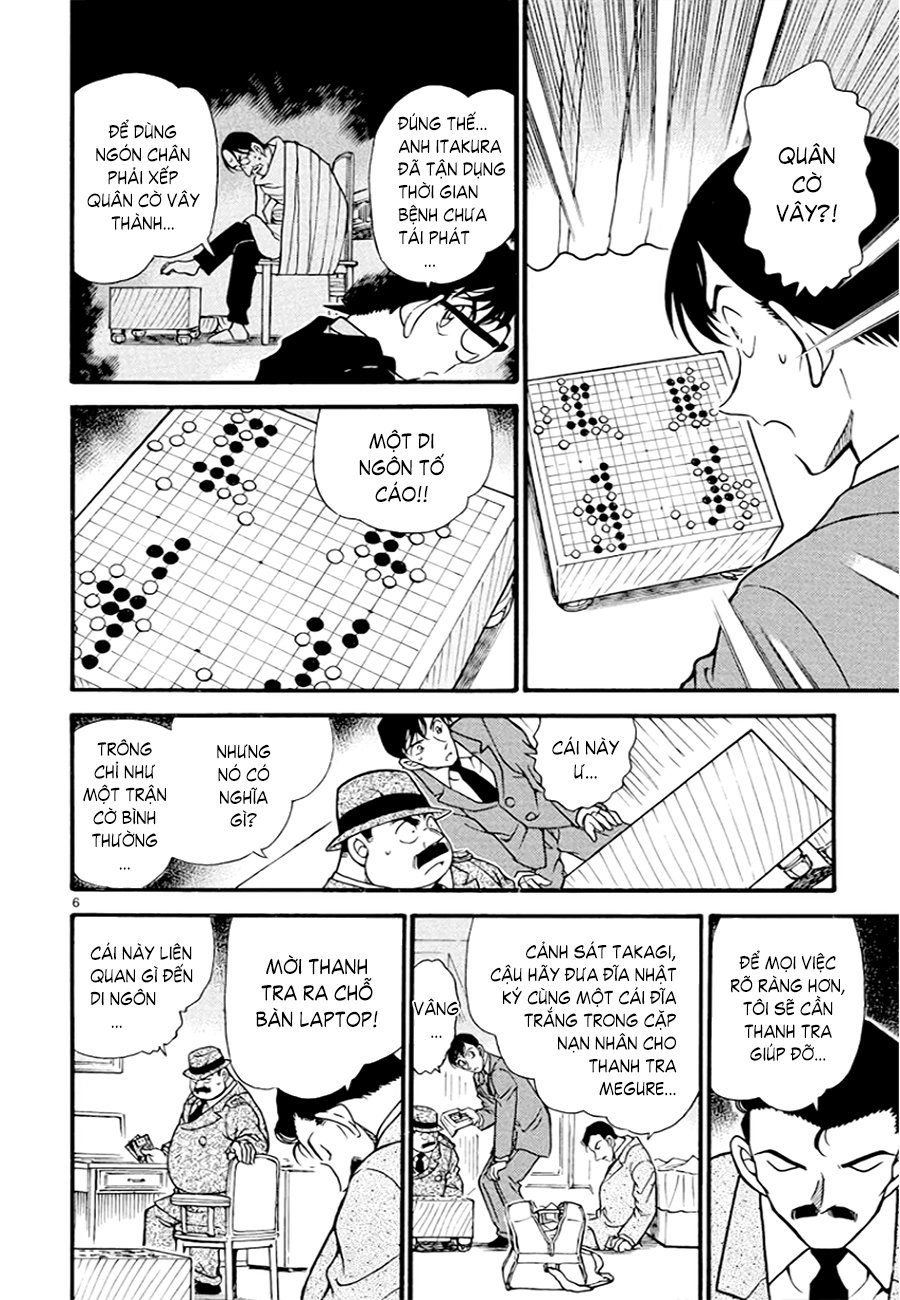 QUÂN
CỜ
VÂY?!
ĐÚNG THẾ...
ANH ITAKURA
ĐÃ TẬN DỤNG
THỜI GIAN
BỆNH CHƯA
TÁI PHÁT
...
ĐỂ DÙNG
NGÓN CHÂN
PHẢI XẾP
QUÂN CỜ VÂY
THÀNH...
MỘT DI
NGÔN TỐ
CÁO!!
CÁI NÀY
Ư...
NHƯNG
NÓ CÓ
NGHĨA
GÌ?
TRÔNG
CHỈ NHƯ
MỘT TRẬN
CỜ BÌNH
THƯỜNG
...
6
ĐỂ MỌI VIỆC
RÕ RÀNG HƠN,
TÔI SẼ CẦN
THANH TRA
GIÚP ĐỠ...
CẢNH SÁT TAKAGI,
CẬU HÃY ĐƯA ĐĨA NHẬT
KÝ CÙNG MỘT CÁI ĐĨA
TRẮNG TRONG CẶP
NẠN NHÂN CHO
THANH TRA
MEGURE...
VÂNG
...
MỜI THANH
TRA RA CHỖ
BÀN LAPTOP!
CÁI NÀY LIÊN
QUAN GÌ ĐẾN
DI NGÔN
...